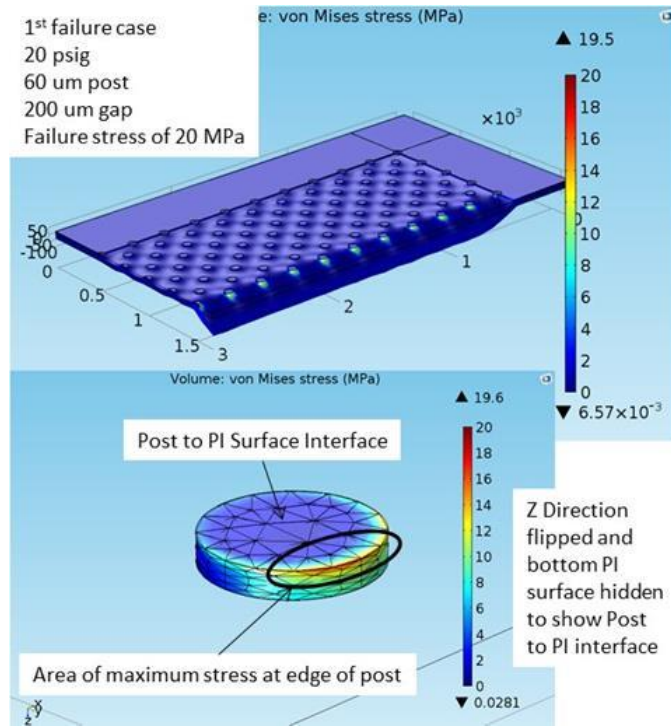 1st failure case
20 psig
60 um post
200 um gap
Failure stress of 20 MPa
e: von Mises stress (MPa)
▲ 19.5
20
18
16
14
12
10
8
6
4
2
0
▼ 6.57×10⁻³
×10³
50
-100
0
0.5
1
1.5
3
2
1
0
Volume: von Mises stress (MPa)
▲ 19.6
20
18
16
14
12
10
8
6
4
2
0
▼ 0.0281
Post to PI Surface Interface
Area of maximum stress at edge of post
Z Direction
flipped and
bottom PI
surface hidden
to show Post
to PI interface
z
y
x